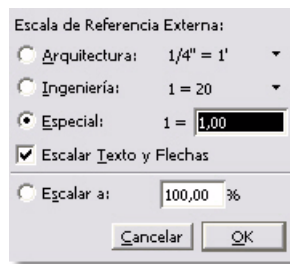 Escala de Referencia Externa:
Arquitectura: 1/4" = 1'
Ingeniería: 1 = 20
Especial: 1 = 1,00
Escalar Texto y Flechas
Escalar a: 100,00 %
Cancelar OK